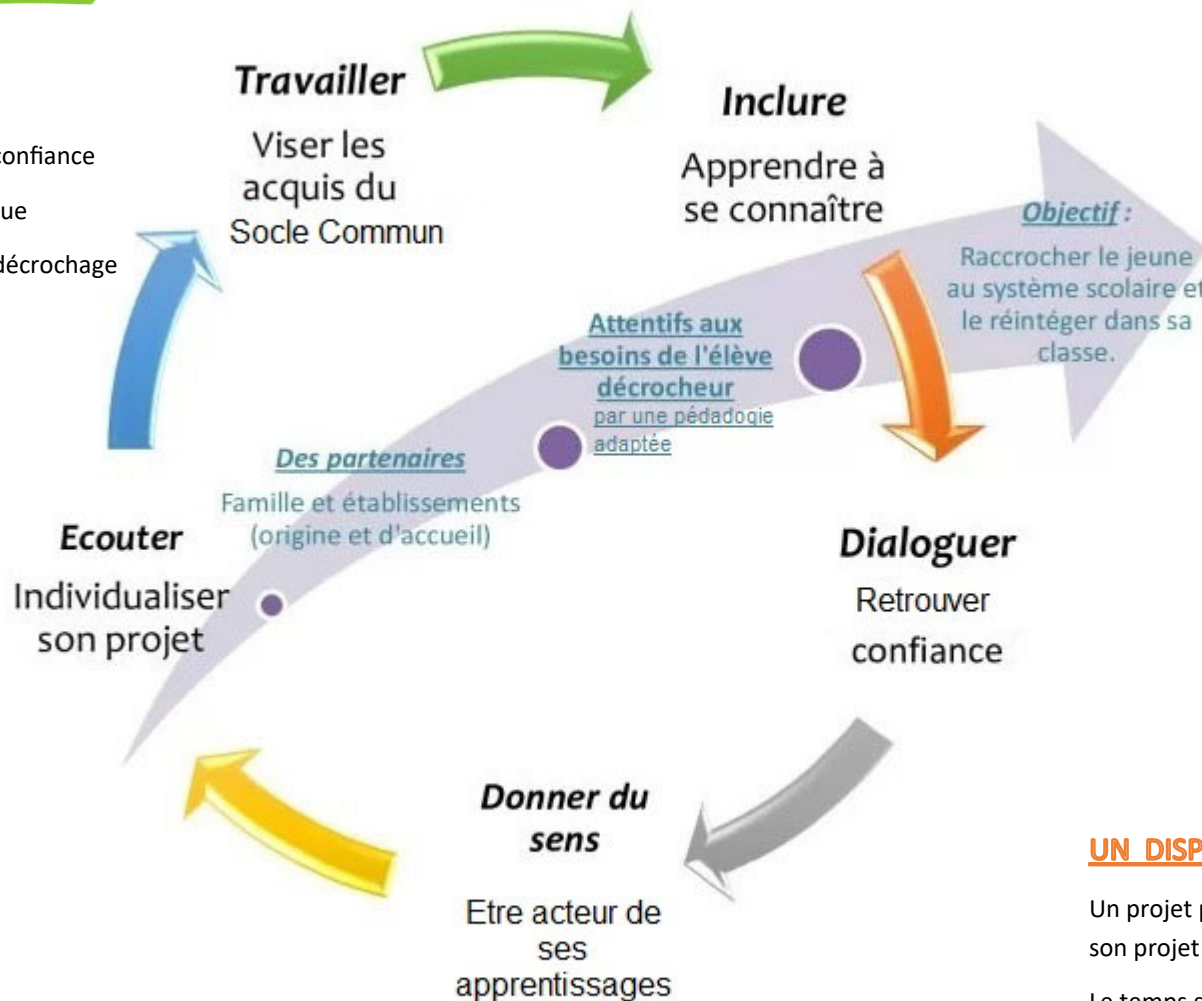 confiance
ue
décrochage
Travailler
Viser les
acquis du
Socle Commun
Inclure
Apprendre à
se connaître
Objectif :
Raccrocher le jeune
au système scolaire et
le réintéger dans sa
classe.
Attentifs aux
besoins de l'élève
décrocheur
par une pédadogie
adaptée
Des partenaires
Famille et établissements
(origine et d'accueil)
Ecouter
Individualiser
son projet
Dialoguer
Retrouver
confiance
Donner du
sens
Etre acteur de
ses
apprentissages
UN DISP
Un projet p
son projet
Le temps s